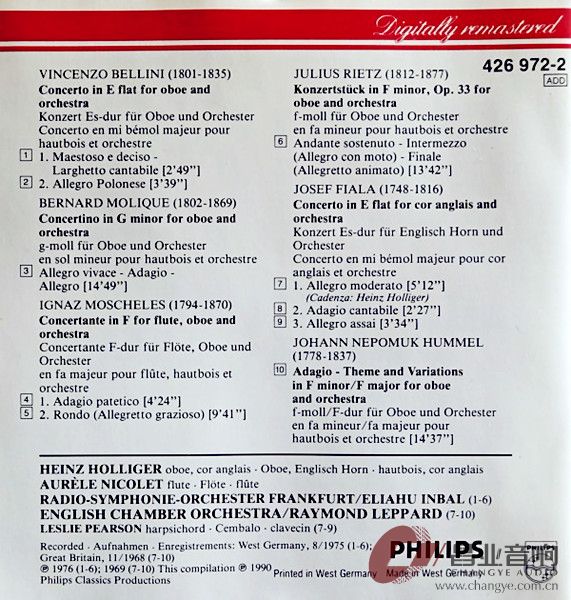 Digitally remastered
426 972-2
ADD
VINCENZO BELLINI (1801-1835)
Concerto in E flat for oboe and
orchestra
Konzert Es-dur für Oboe und Orchester
Concerto en mi bémol majeur pour
hautbois et orchestre
1 1. Maestoso e deciso -
Larghetto cantabile [2'49"]
2 2. Allegro Polonese [3'39"]
BERNARD MOLIQUE (1802-1869)
Concertino in G minor for oboe and
orchestra
g-moll für Oboe und Orchester
en sol mineur pour hautbois et orchestre
3 Allegro vivace - Adagio -
Allegro [14'49"]
IGNAZ MOSCHELES (1794-1870)
Concertante in F for flute, oboe and
orchestra
Concertante F-dur für Flöte, Oboe und
Orchester
en fa majeur pour flûte, hautbois et
orchestre
4 1. Adagio patetico [4'24"]
5 2. Rondo (Allegretto grazioso) [9'41"]
JULIUS RIETZ (1812-1877)
Konzertstück in F minor, Op. 33 for
oboe and orchestra
f-moll für Oboe und Orchester
en fa mineur pour hautbois et orchestre
6 Andante sostenuto - Intermezzo
(Allegro con moto) - Finale
(Allegretto animato) [13'42"]
JOSEF FIALA (1748-1816)
Concerto in E flat for cor anglais and
orchestra
Konzert Es-dur für Englisch Horn und
Orchester
Concerto en mi bémol majeur pour cor
anglais et orchestre
7 1. Allegro moderato [5'12"]
(Cadenza: Heinz Holliger)
8 2. Adagio cantabile [2'27"]
9 3. Allegro assai [3'34"]
JOHANN NEPOMUK HUMMEL
(1778-1837)
10 Adagio - Theme and Variations
in F minor/F major for oboe
and orchestra
f-moll/F-dur für Oboe und Orchester
en fa mineur/fa majeur pour
hautbois et orchestre [14'37"]
HEINZ HOLLIGER oboe, cor anglais · Oboe, Englisch Horn · hautbois, cor anglais
AURÈLE NICOLET flute · Flöte · flûte
RADIO-SYMPHONIE-ORCHESTER FRANKFURT/ELIAHU INBAL (1-6)
ENGLISH CHAMBER ORCHESTRA/RAYMOND LEPPARD (7-10)
LESLIE PEARSON harpsichord · Cembalo · clavecin (7-9)
Recorded · Aufnahmen · Enregistrements: West Germany, 8/1975 (1-6);
Great Britain, 11/1968 (7-10)
℗ 1976 (1-6); 1969 (7-10) This compilation ℗ 1990
Philips Classics Productions
PHILIPS
Printed in West Germany Made in West Germany
PHILIPS
音响
CHANGYE AUDIO
www.changye.com.cn